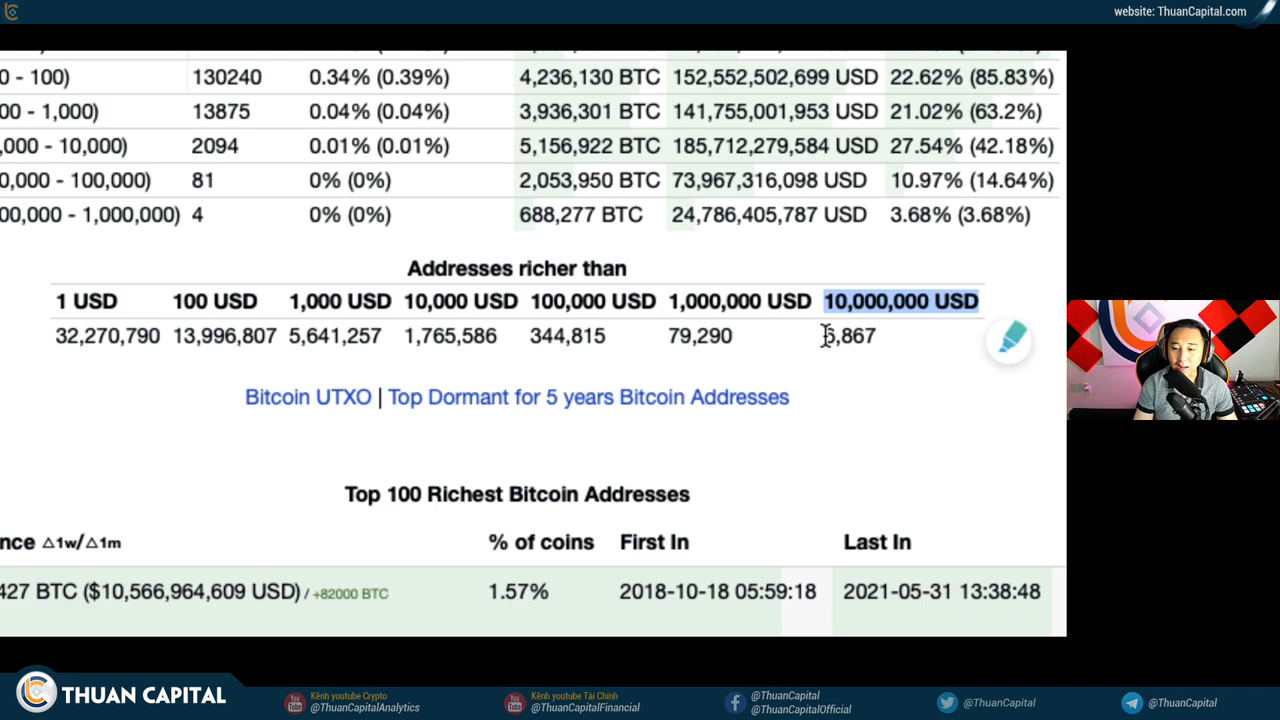 website: ThuanCapital.com
0 - 100) 130240 0.34% (0.39%) 4,236,130 BTC 152,552,502,699 USD 22.62% (85.83%)
00 - 1,000) 13875 0.04% (0.04%) 3,936,301 BTC 141,755,001,953 USD 21.02% (63.2%)
,000 - 10,000) 2094 0.01% (0.01%) 5,156,922 BTC 185,712,279,584 USD 27.54% (42.18%)
0,000 - 100,000) 81 0% (0%) 2,053,950 BTC 73,967,316,098 USD 10.97% (14.64%)
00,000 - 1,000,000) 4 0% (0%) 688,277 BTC 24,786,405,787 USD 3.68% (3.68%)
Addresses richer than
1 USD 100 USD 1,000 USD 10,000 USD 100,000 USD 1,000,000 USD 10,000,000 USD
32,270,790 13,996,807 5,641,257 1,765,586 344,815 79,290 5,867
Bitcoin UTXO | Top Dormant for 5 years Bitcoin Addresses
Top 100 Richest Bitcoin Addresses
nce △1w/△1m % of coins First In Last In
427 BTC ($10,566,964,609 USD) / +82000 BTC 1.57% 2018-10-18 05:59:18 2021-05-31 13:38:48
THUAN CAPITAL
Kênh youtube Crypto
@ThuanCapitalAnalytics
Kênh youtube Tài Chính
@ThuanCapitalFinancial
@ThuanCapital
@ThuanCapitalOfficial
@ThuanCapital
@ThuanCapital